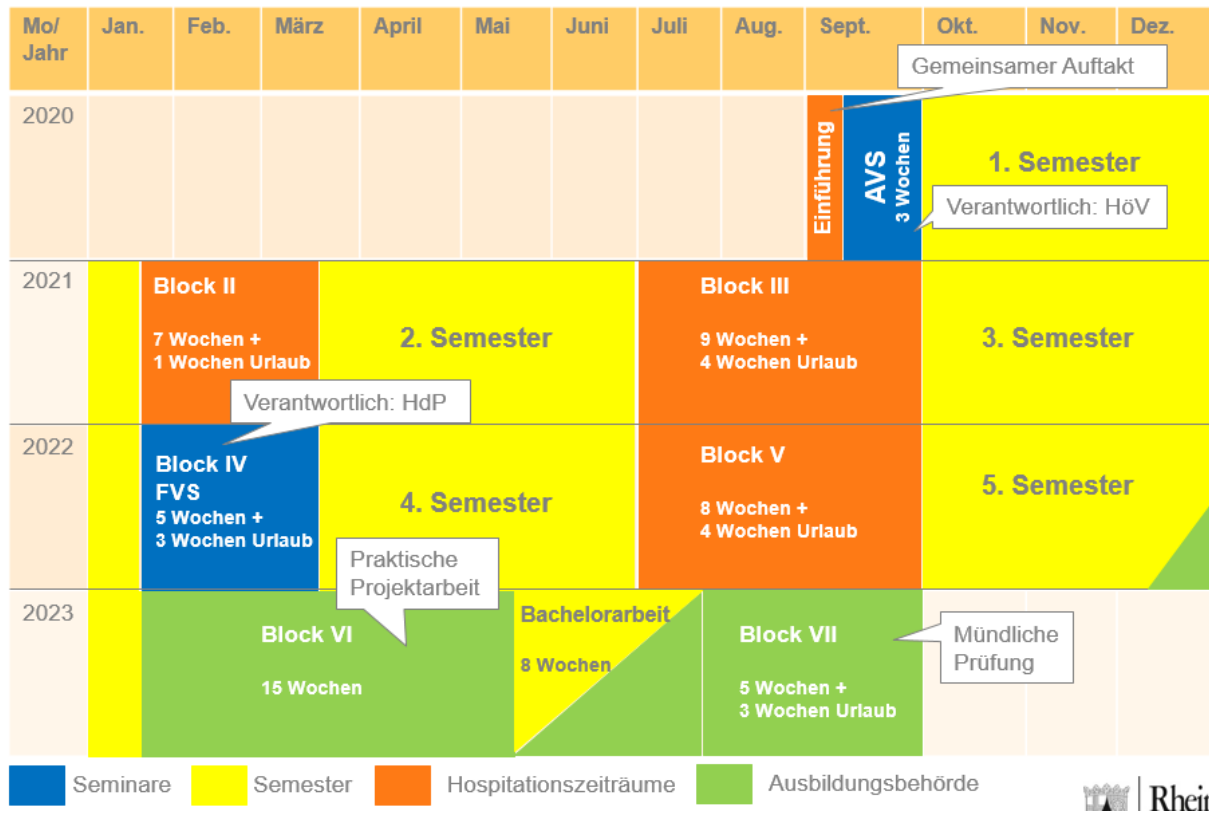 Mo/ Jan. Feb. März April Mai Juni Juli Aug. Sept. Okt. Nov. Dez.
Jahr
Gemeinsamer Auftakt
2020
Einführung
AVS
3 Wochen
1. Semester
Verantwortlich: HöV
2021
Block II
7 Wochen +
1 Wochen Urlaub
2. Semester
Block III
9 Wochen +
4 Wochen Urlaub
3. Semester
Verantwortlich: HdP
2022
Block IV
FVS
5 Wochen +
3 Wochen Urlaub
4. Semester
Block V
8 Wochen +
4 Wochen Urlaub
5. Semester
Praktische
Projektarbeit
2023
Block VI
15 Wochen
Bachelorarbeit
8 Wochen
Block VII
5 Wochen +
3 Wochen Urlaub
Mündliche
Prüfung
Seminare
Semester
Hospitationszeiträume
Ausbildungsbehörde